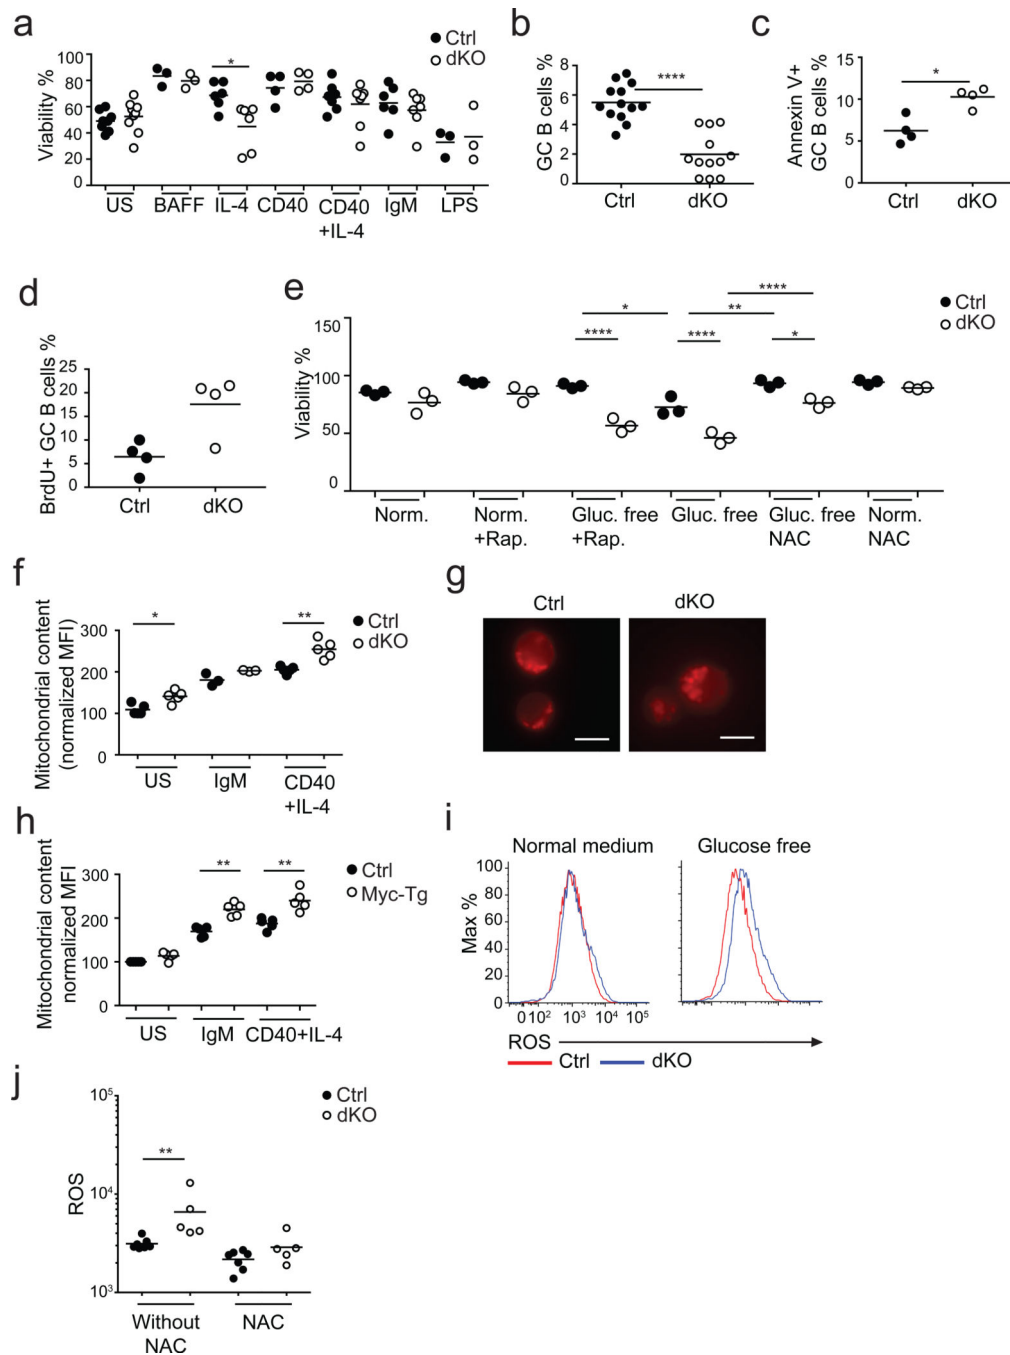 a
Ctrl
dKO
Viability %
100
80
60
40
20
0
*
US
BAFF
IL-4
CD40
CD40
+IL-4
IgM
LPS
b
GC B cells %
8
6
4
2
0
****
Ctrl
dKO
c
Annexin V+
GC B cells %
15
10
5
0
*
Ctrl
dKO
d
BrdU+ GC B cells %
25
20
15
10
5
0
Ctrl
dKO
e
Ctrl
dKO
Viability %
150
100
50
0
****
* **
**** **** *
Norm.
Norm.
+Rap.
Gluc. free
+Rap.
Gluc. free
Gluc. free
NAC
Norm.
NAC
f
Ctrl
dKO
Mitochondrial content
(normalized MFI)
300
200
100
0
* **
US
IgM
CD40
+IL-4
g
Ctrl
dKO
h
Ctrl
Myc-Tg
Mitochondrial content
normalized MFI
300
200
100
0
** **
US
IgM
CD40+IL-4
i
Normal medium
Glucose free
Max %
100
80
60
40
20
0
0 10² 10³ 10⁴ 10⁵
ROS
Ctrl
dKO
j
Ctrl
dKO
ROS
10⁵
10⁴
10³
**
Without
NAC
NAC